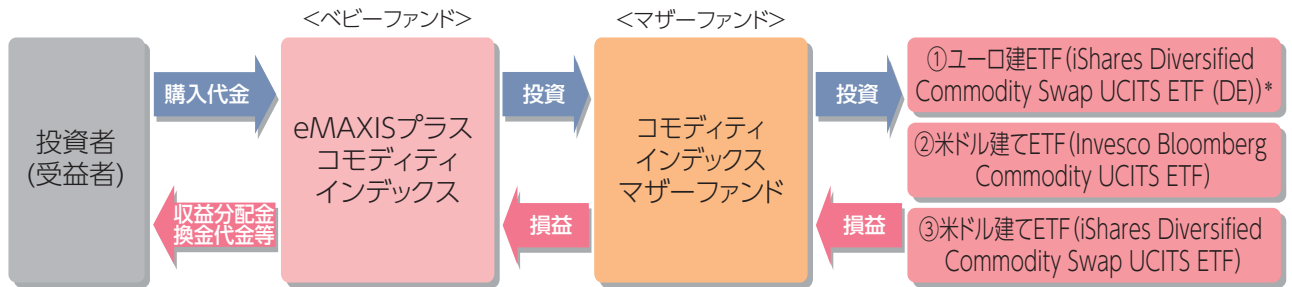 <ベビーファンド>
<マザーファンド>
投資者
(受益者)
購入代金
収益分配金
換金代金等
eMAXISプラス
コモディティ
インデックス
投資
損益
コモディティ
インデックス
マザーファンド
投資
損益
①ユーロ建ETF(iShares Diversified
Commodity Swap UCITS ETF (DE))*
②米ドル建てETF(Invesco Bloomberg
Commodity UCITS ETF)
③米ドル建てETF(iShares Diversified
Commodity Swap UCITS ETF)